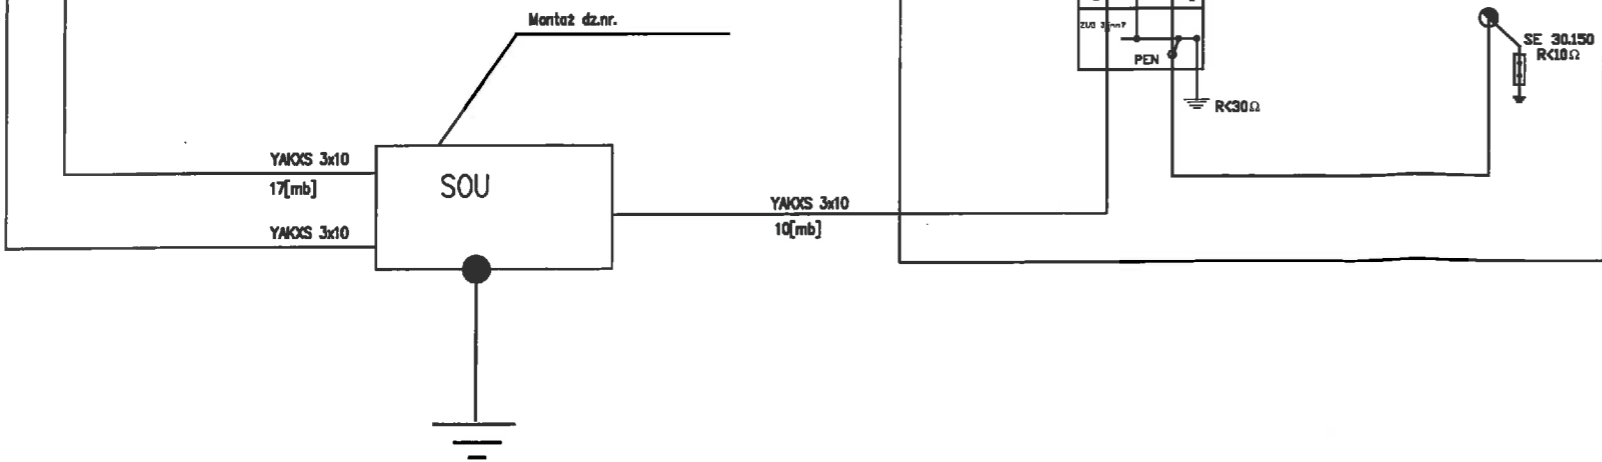 Montaż dz.nr.
PEN
SE 30.150
R<10Ω
R<30Ω
YAKXS 3x10
17[mb]
SOU
YAKXS 3x10
10[mb]
YAKXS 3x10